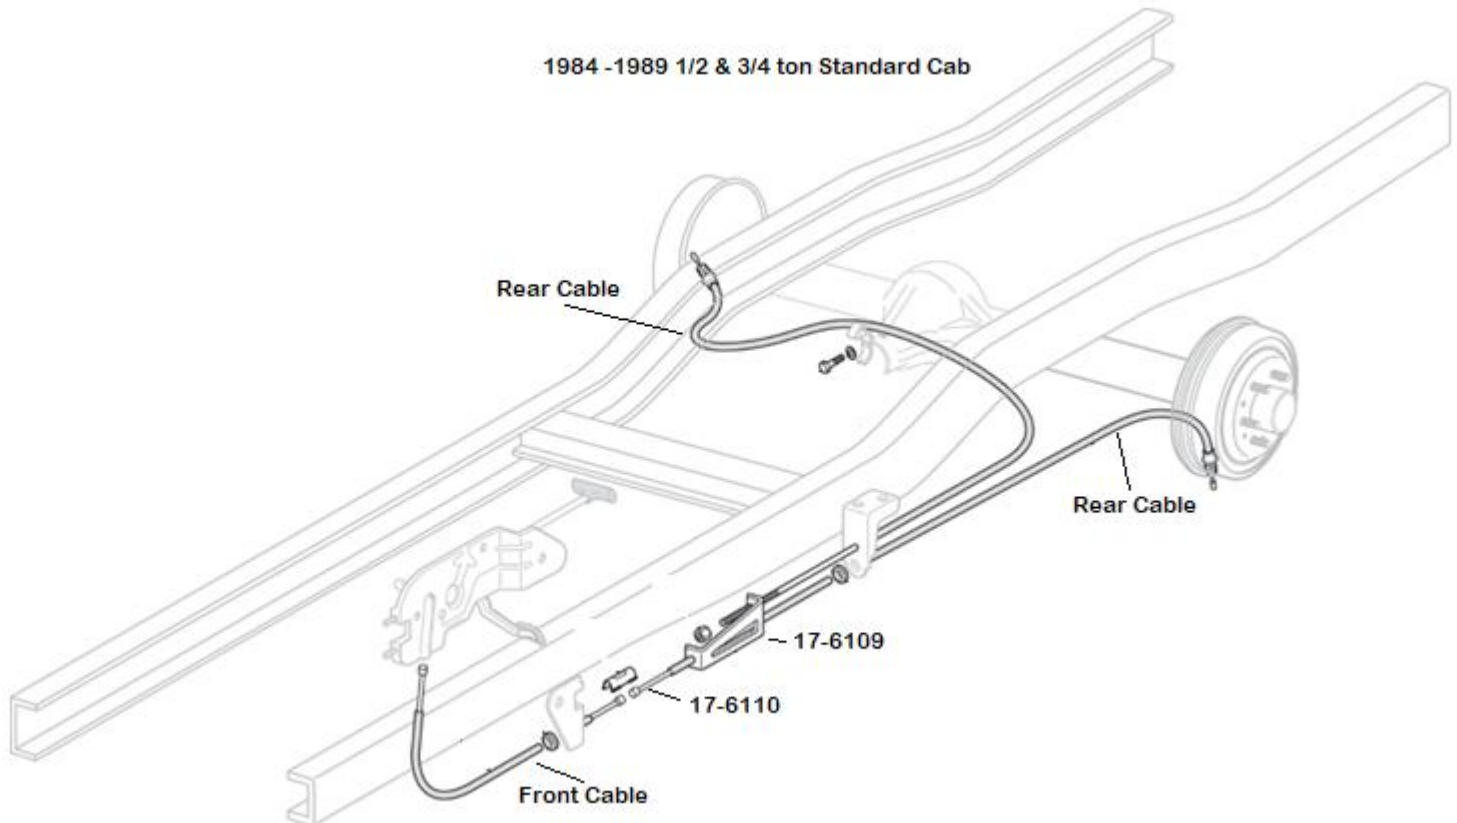 1984 -1989 1/2 & 3/4 ton Standard Cab
Rear Cable
Rear Cable
17-6109
17-6110
Front Cable